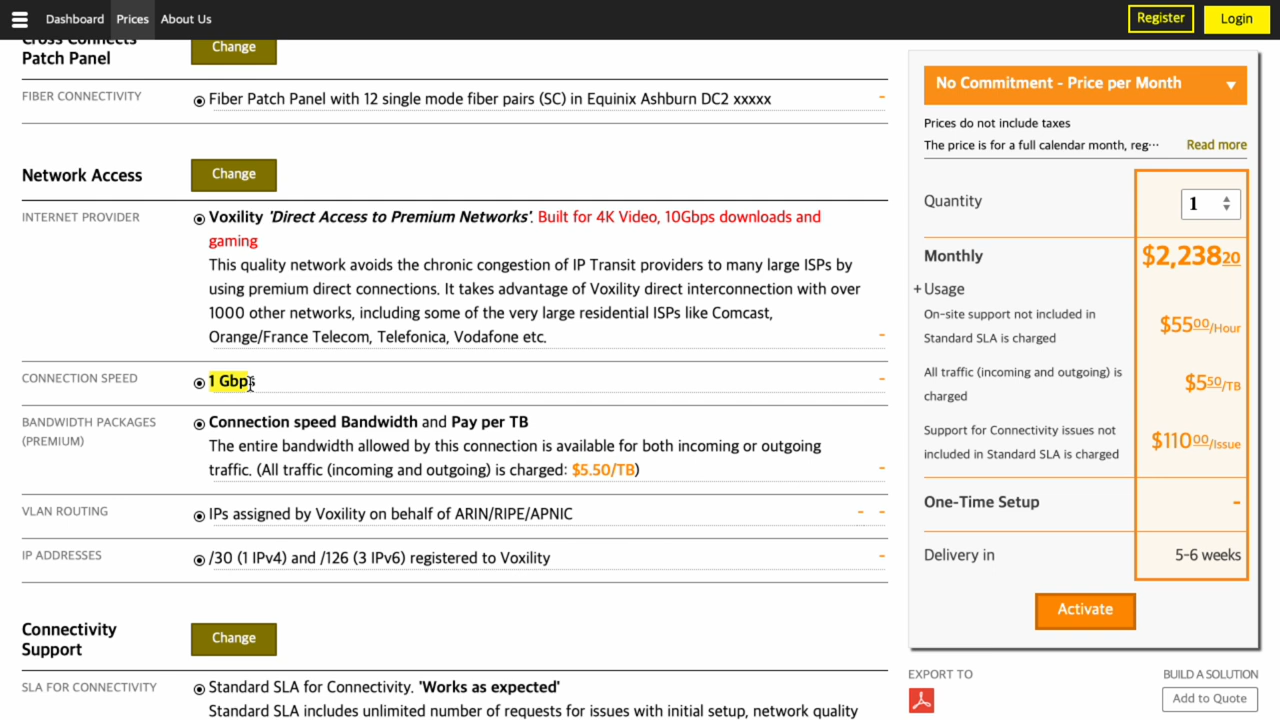 Dashboard Prices About Us Register Login
Cross Connects
Patch Panel
Change
FIBER CONNECTIVITY
Fiber Patch Panel with 12 single mode fiber pairs (SC) in Equinix Ashburn DC2 xxxxx -
Network Access
Change
INTERNET PROVIDER
Voxility 'Direct Access to Premium Networks'. Built for 4K Video, 10Gbps downloads and
gaming
This quality network avoids the chronic congestion of IP Transit providers to many large ISPs by
using premium direct connections. It takes advantage of Voxility direct interconnection with over
1000 other networks, including some of the very large residential ISPs like Comcast,
Orange/France Telecom, Telefonica, Vodafone etc. -
CONNECTION SPEED
1 Gbps -
BANDWIDTH PACKAGES
(PREMIUM)
Connection speed Bandwidth and Pay per TB
The entire bandwidth allowed by this connection is available for both incoming or outgoing
traffic. (All traffic (incoming and outgoing) is charged: $5.50/TB) -
VLAN ROUTING
IPs assigned by Voxility on behalf of ARIN/RIPE/APNIC - -
IP ADDRESSES
/30 (1 IPv4) and /126 (3 IPv6) registered to Voxility -
Connectivity
Support
Change
SLA FOR CONNECTIVITY
Standard SLA for Connectivity. 'Works as expected'
Standard SLA includes unlimited number of requests for issues with initial setup, network quality
No Commitment - Price per Month
Prices do not include taxes
The price is for a full calendar month, reg··· Read more
Quantity 1
Monthly $2,238.20
+ Usage
On-site support not included in
Standard SLA is charged
$55.00/Hour
All traffic (incoming and outgoing) is
charged
$5.50/TB
Support for Connectivity issues not
included in Standard SLA is charged
$110.00/Issue
One-Time Setup -
Delivery in 5-6 weeks
Activate
EXPORT TO
BUILD A SOLUTION
Add to Quote